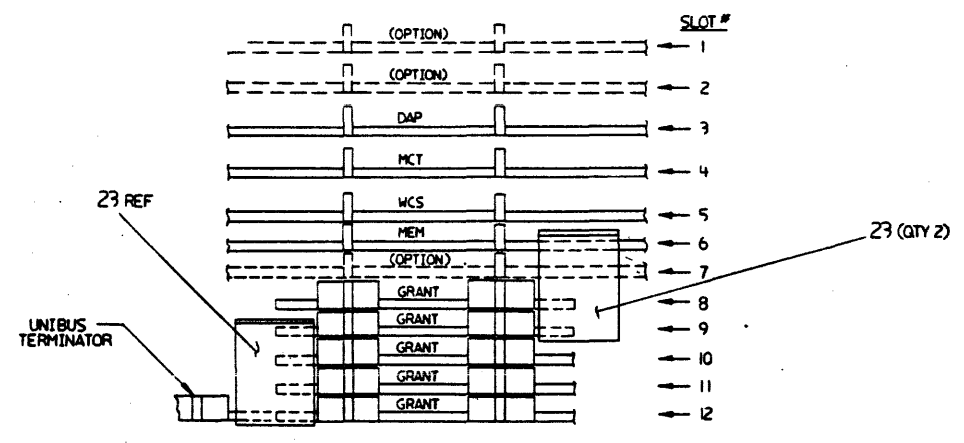 SLOT #
(OPTION) 1
(OPTION) 2
DAP 3
MCT 4
WCS 5
MEM 6
(OPTION) 7
23 REF
23 (QTY 2)
GRANT 8
GRANT 9
UNIBUS
TERMINATOR
GRANT 10
GRANT 11
GRANT 12